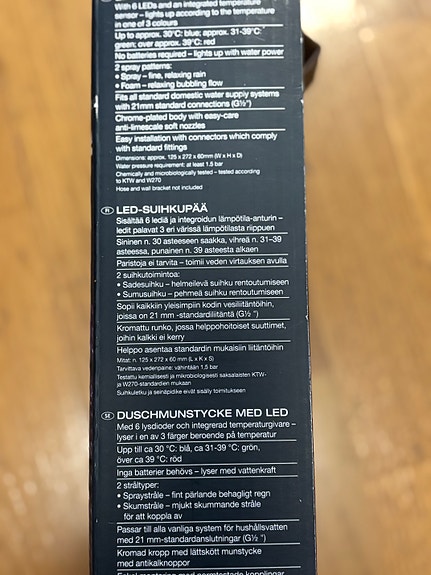 With 6 LEDs and an integrated temperature
sensor – lights up according to the temperature
in one of 3 colours
Up to approx. 30°C: blue; approx. 31-39°C:
green; over approx. 39°C: red
No batteries required – lights up with water power
2 spray patterns:
• Spray – fine, relaxing rain
• Foam – relaxing bubbling flow
Fits all standard domestic water supply systems
with 21mm standard connections (G½")
Chrome-plated body with easy-care
anti-limescale soft nozzles
Easy installation with connectors which comply
with standard fittings
Dimensions: approx. 125 x 272 x 60mm (W x H x D)
Water pressure requirement: at least 1.5 bar
Chemically and microbiologically tested – tested according
to KTW and W270
Hose and wall bracket not included
FI LED-SUIHKUPÄÄ
Sisältää 6 lediä ja integroidun lämpötila-anturin –
ledit palavat 3 eri värissä lämpötilasta riippuen
Sininen n. 30 asteeseen saakka, vihreä n. 31–39
asteessa, punainen n. 39 asteesta alkaen
Paristoja ei tarvita – toimii veden virtauksen avulla
2 suihkutoimintoa:
• Sadesuihku – helmeilevä suihku rentoutumiseen
• Sumusuihku – pehmeä suihku rentoutumiseen
Sopii kaikkiin yleisimpiin kodin vesiliitäntöihin,
joissa on 21 mm -standardiliitäntä (G½ ")
Kromattu runko, jossa helppohoitoiset suuttimet,
joihin kalkki ei kerry
Helppo asentaa standardin mukaisiin liitäntöihin
Mitat: n. 125 x 272 x 60 mm (L x K x S)
Tarvittava vedenpaine: vähintään 1.5 bar
Testattu kemiallisesti ja mikrobiologisesti saksalaisten KTW-
ja W270-standardien mukaan
Suihkuletku ja seinäpidike eivät sisälly toimitukseen
SE DUSCHMUNSTYCKE MED LED
Med 6 lysdioder och integrerad temperaturgivare –
lyser i en av 3 färger beroende på temperatur
Upp till ca 30 °C: blå, ca 31-39 °C: grön,
över ca 39 °C: röd
Inga batterier behövs – lyser med vattenkraft
2 stråltyper:
• Spraystråle – fint pärlande behagligt regn
• Skumstråle – mjukt skummande stråle
för att koppla av
Passar till alla vanliga system för hushållsvatten
med 21 mm-standardanslutningar (G½ ")
Kromad kropp med lättskött munstycke
med antikalknoppor
Enkel montering med normtestade kopplingar